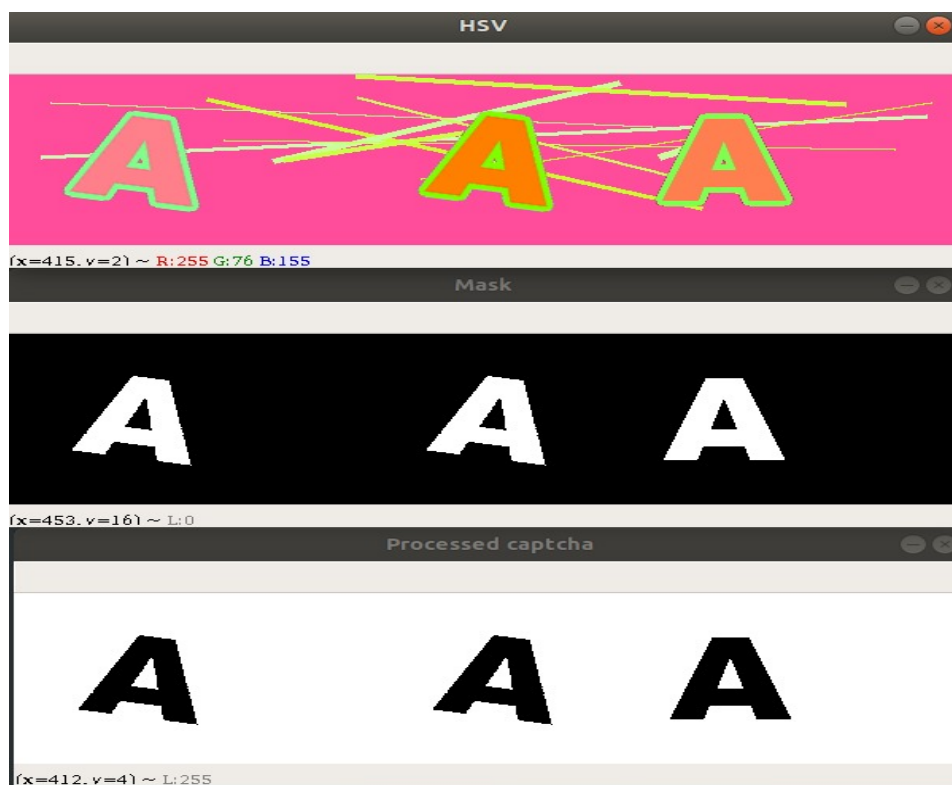 HSV
A A A
(x=415, y=2) ~ R:255 G:76 B:155
Mask
A A A
(x=453, y=16) ~ L:0
Processed captcha
A A A
(x=412, y=4) ~ L:255